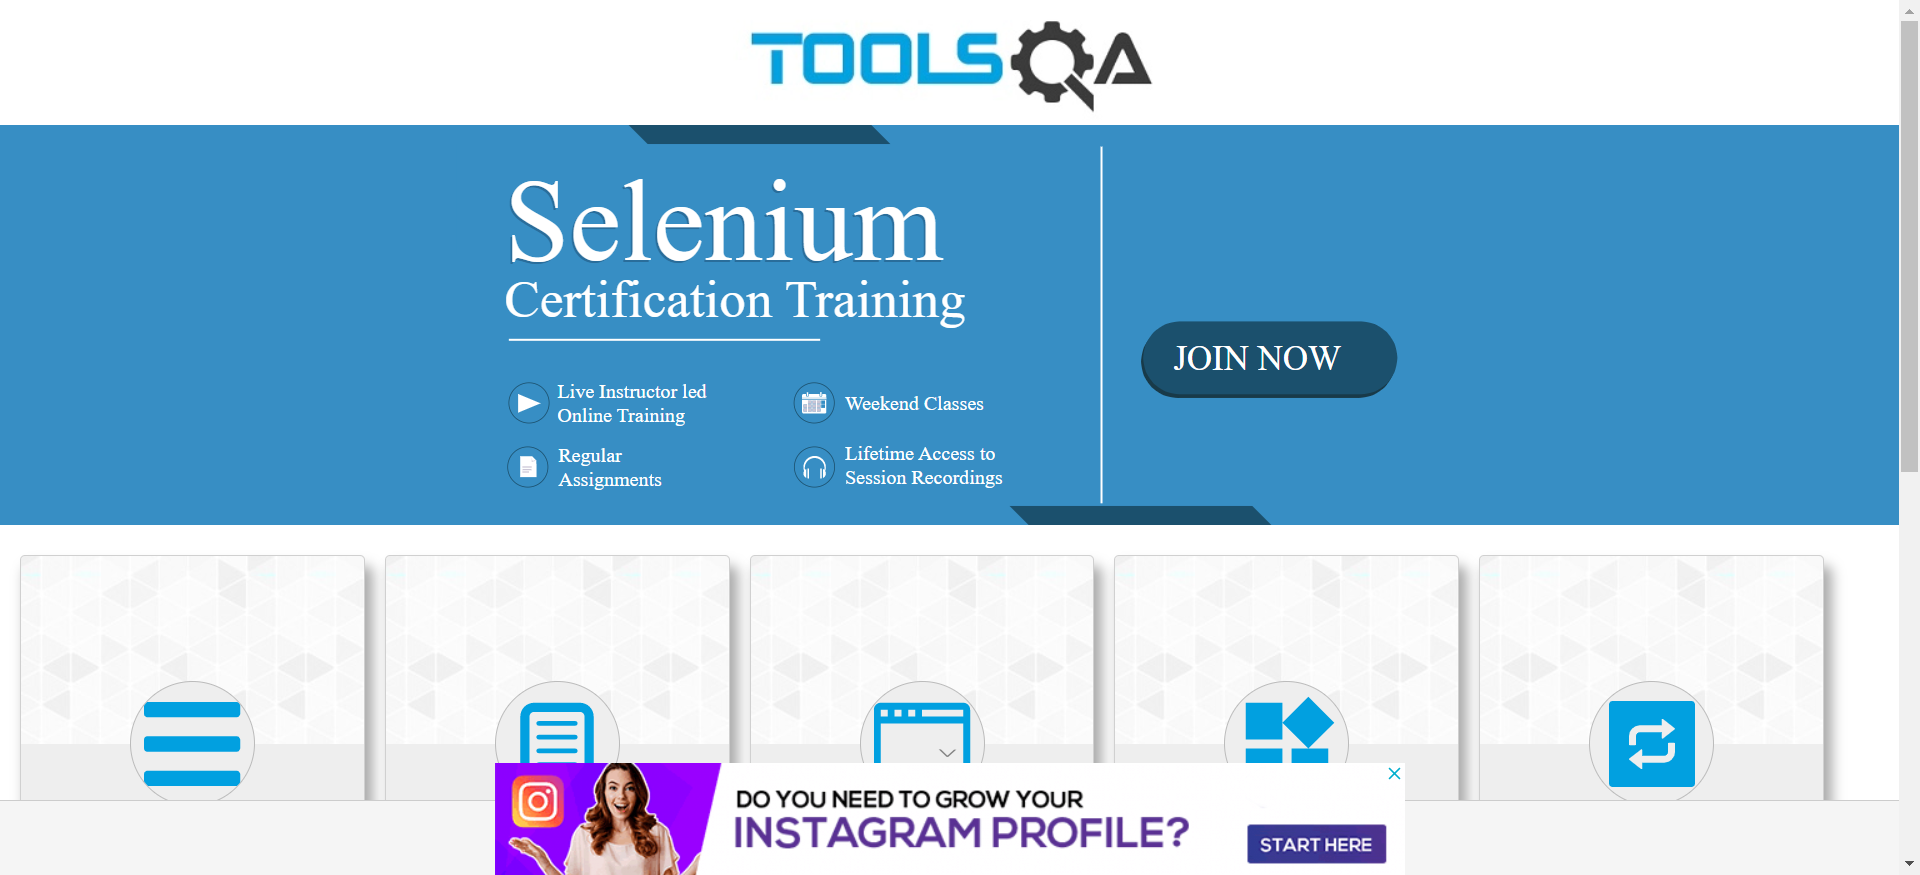 TOOLSQA
Selenium
Certification Training
JOIN NOW
Live Instructor led
Online Training
Weekend Classes
Regular
Assignments
Lifetime Access to
Session Recordings
DO YOU NEED TO GROW YOUR
INSTAGRAM PROFILE?
START HERE